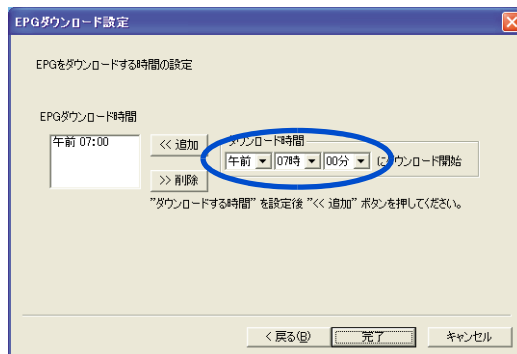 EPGダウンロード設定
EPGをダウンロードする時間の設定
EPGダウンロード時間
午前 07:00
<< 追加
>> 削除
ダウンロード時間
午前 07時 00分 にダウンロード開始
"ダウンロードする時間" を設定後 "<< 追加" ボタンを押してください。
< 戻る(B) 完了 キャンセル